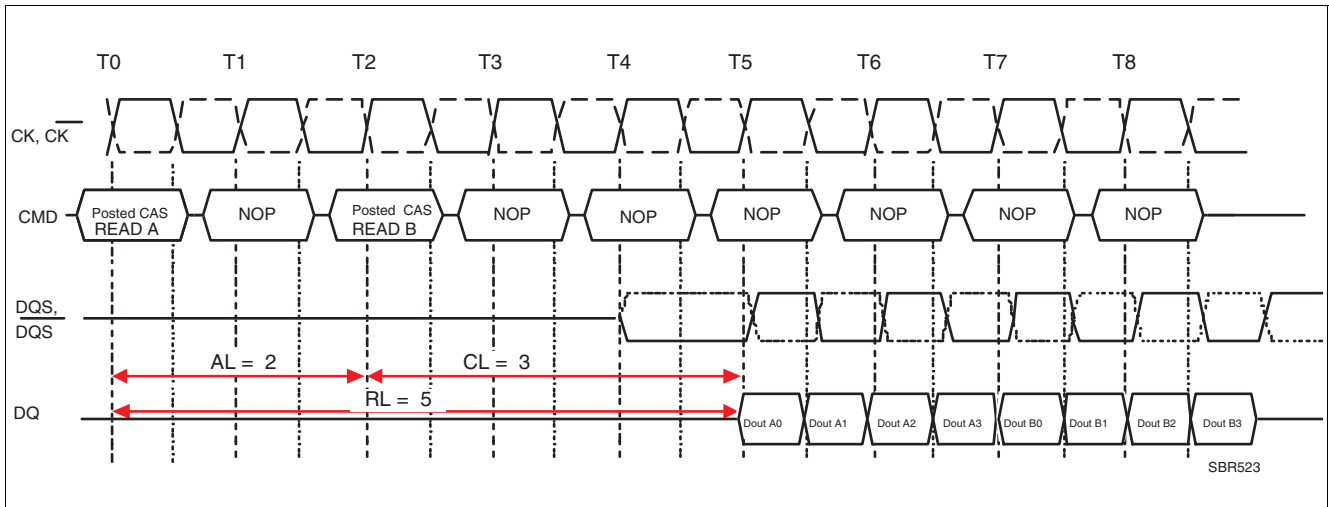 T0 T1 T2 T3 T4 T5 T6 T7 T8
CK, CK
CMD
Posted CAS
READ A
NOP
Posted CAS
READ B
NOP
NOP
NOP
NOP
NOP
NOP
DQS,
DQS
AL = 2
CL = 3
RL = 5
DQ
Dout A0 Dout A1 Dout A2 Dout A3 Dout B0 Dout B1 Dout B2 Dout B3
SBR523